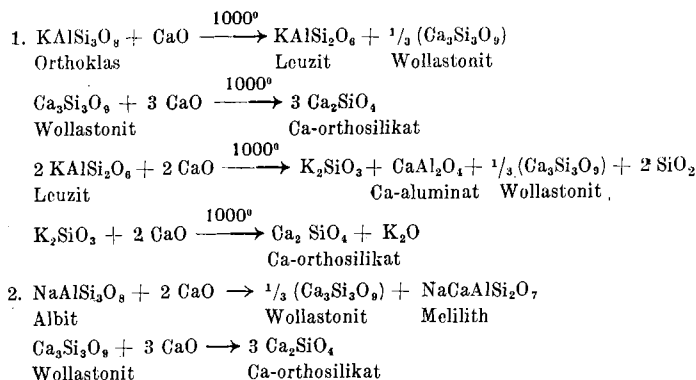 1000°
1. KAlSi₃O₈ + CaO ⟶ KAlSi₂O₆ + ¹/₃ (Ca₃Si₃O₉)
Orthoklas Leuzit Wollastonit
1000°
Ca₃Si₃O₉ + 3 CaO ⟶ 3 Ca₂SiO₄
Wollastonit Ca-orthosilikat
1000°
2 KAlSi₂O₆ + 2 CaO ⟶ K₂SiO₃ + CaAl₂O₄ + ¹/₃ (Ca₃Si₃O₉) + 2 SiO₂
Leuzit Ca-aluminat Wollastonit
1000°
K₂SiO₃ + 2 CaO ⟶ Ca₂ SiO₄ + K₂O
Ca-orthosilikat
2. NaAlSi₃O₈ + 2 CaO ⟶ ¹/₃ (Ca₃Si₃O₉) + NaCaAlSi₂O₇
Albit Wollastonit Melilith
Ca₃Si₃O₉ + 3 CaO ⟶ 3 Ca₂SiO₄
Wollastonit Ca-orthosilikat